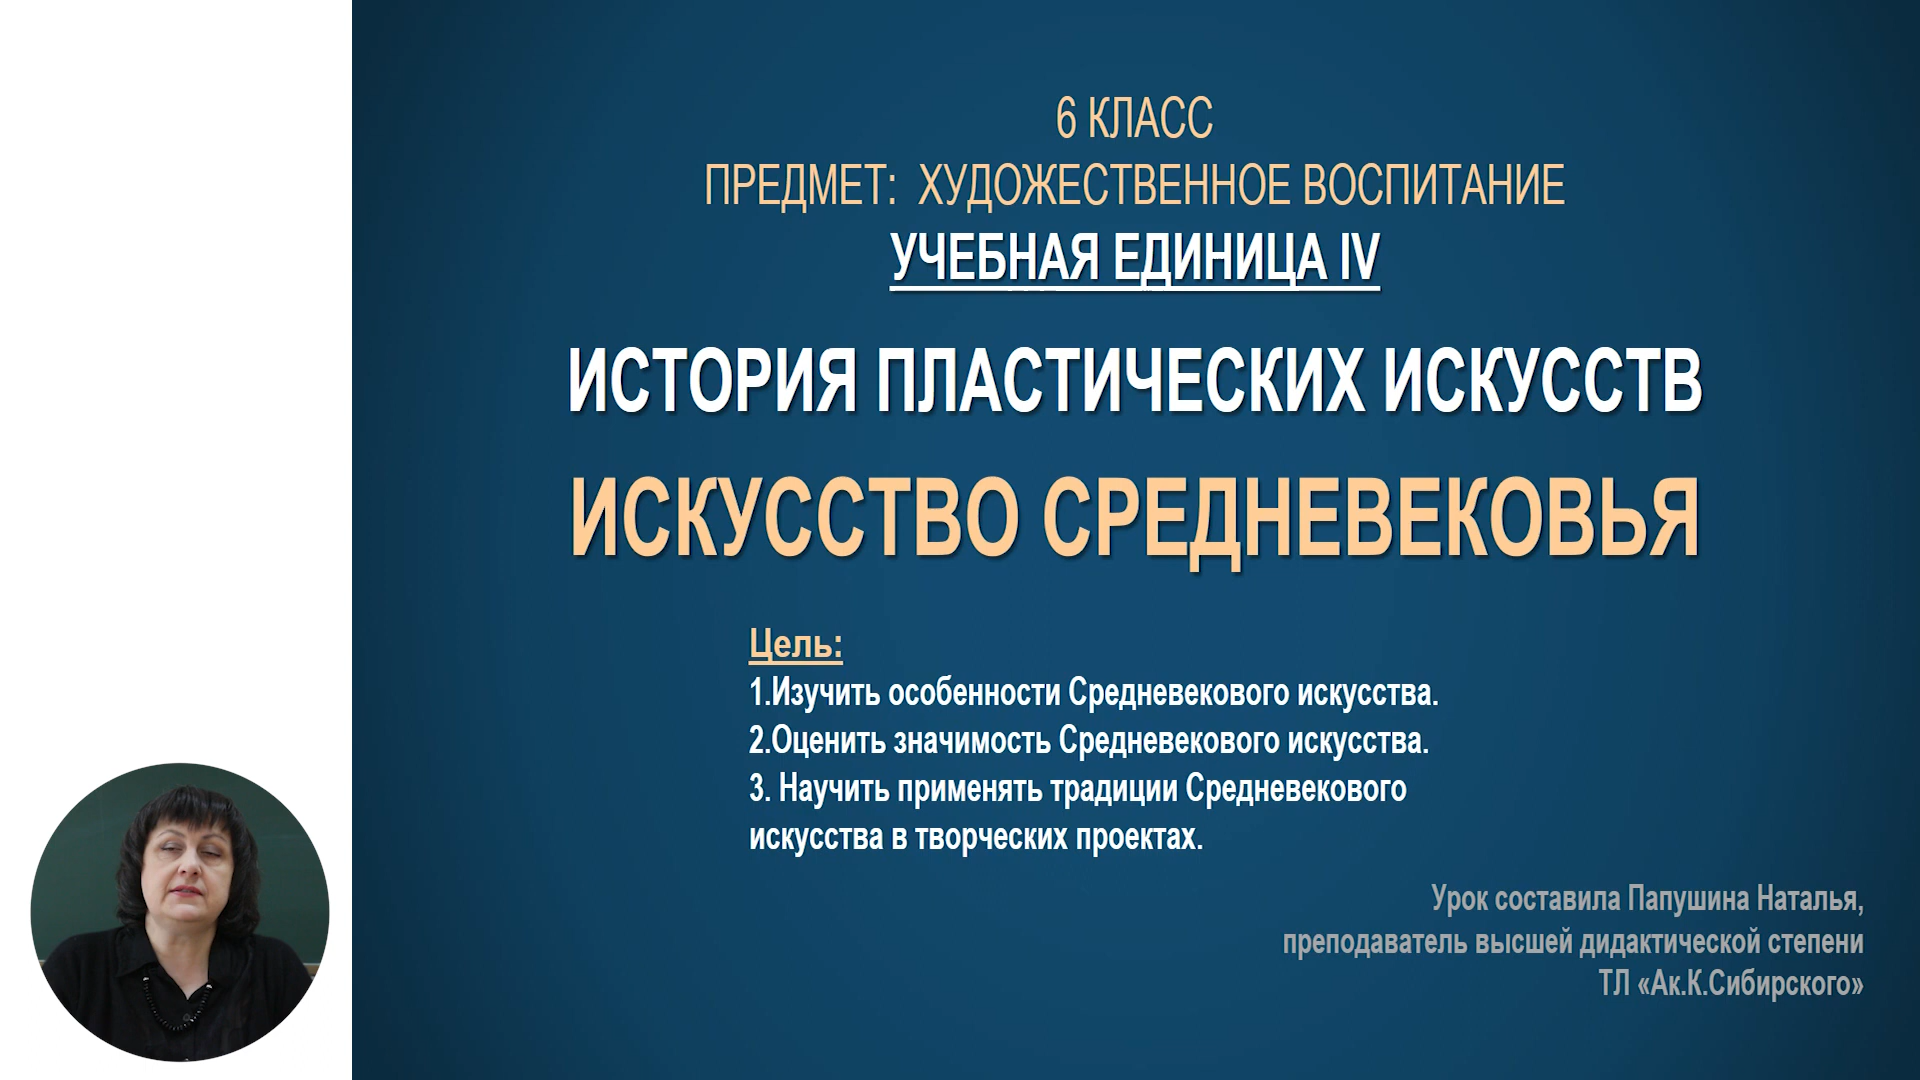 6 КЛАСС
ПРЕДМЕТ:  ХУДОЖЕСТВЕННОЕ ВОСПИТАНИЕ
УЧЕБНАЯ ЕДИНИЦА IV
ИСТОРИЯ ПЛАСТИЧЕСКИХ ИСКУССТВ
ИСКУССТВО СРЕДНЕВЕКОВЬЯ
Цель:
1.Изучить особенности Средневекового искусства.
2.Оценить значимость Средневекового искусства.
3. Научить применять традиции Средневекового
искусства в творческих проектах.
Урок составила Папушина Наталья,
преподаватель высшей дидактической степени
ТЛ «Ак.К.Сибирского»